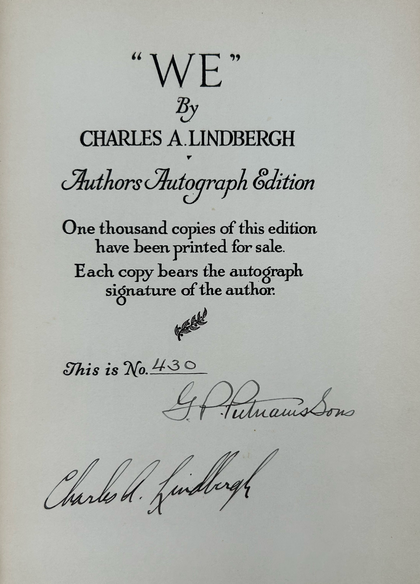 "WE"
By
CHARLES A. LINDBERGH
Authors Autograph Edition
One thousand copies of this edition
have been printed for sale.
Each copy bears the autograph
signature of the author.
This is No. 430
G. P. Putnams Sons
Charles A. Lindbergh